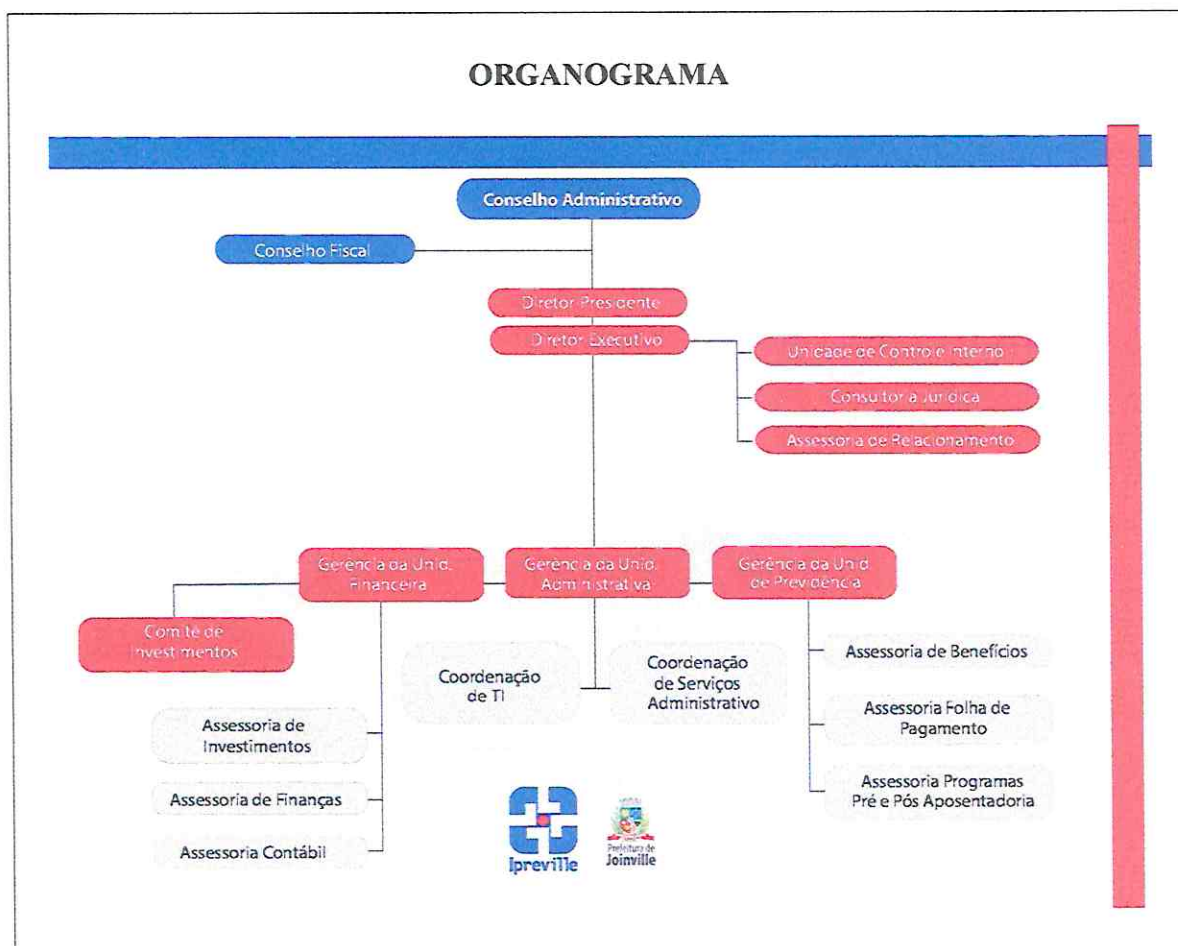 ORGANOGRAMA
Conselho Administrativo
Conselho Fiscal
Diretor Presidente
Diretor Executivo
Unidade de Controle Interno
Consultoria Jurídica
Assessoria de Relacionamento
Gerência da Unid.
Financeira
Gerência da Unid.
Administrativa
Gerência da Unid.
de Previdência
Comitê de
Investimentos
Coordenação
de TI
Coordenação
de Serviços
Administrativo
Assessoria de Benefícios
Assessoria de
Investimentos
Assessoria Folha de
Pagamento
Assessoria de Finanças
Assessoria Programas
Pré e Pós Aposentadoria
Assessoria Contábil
Ipreville
Prefeitura de
Joinville